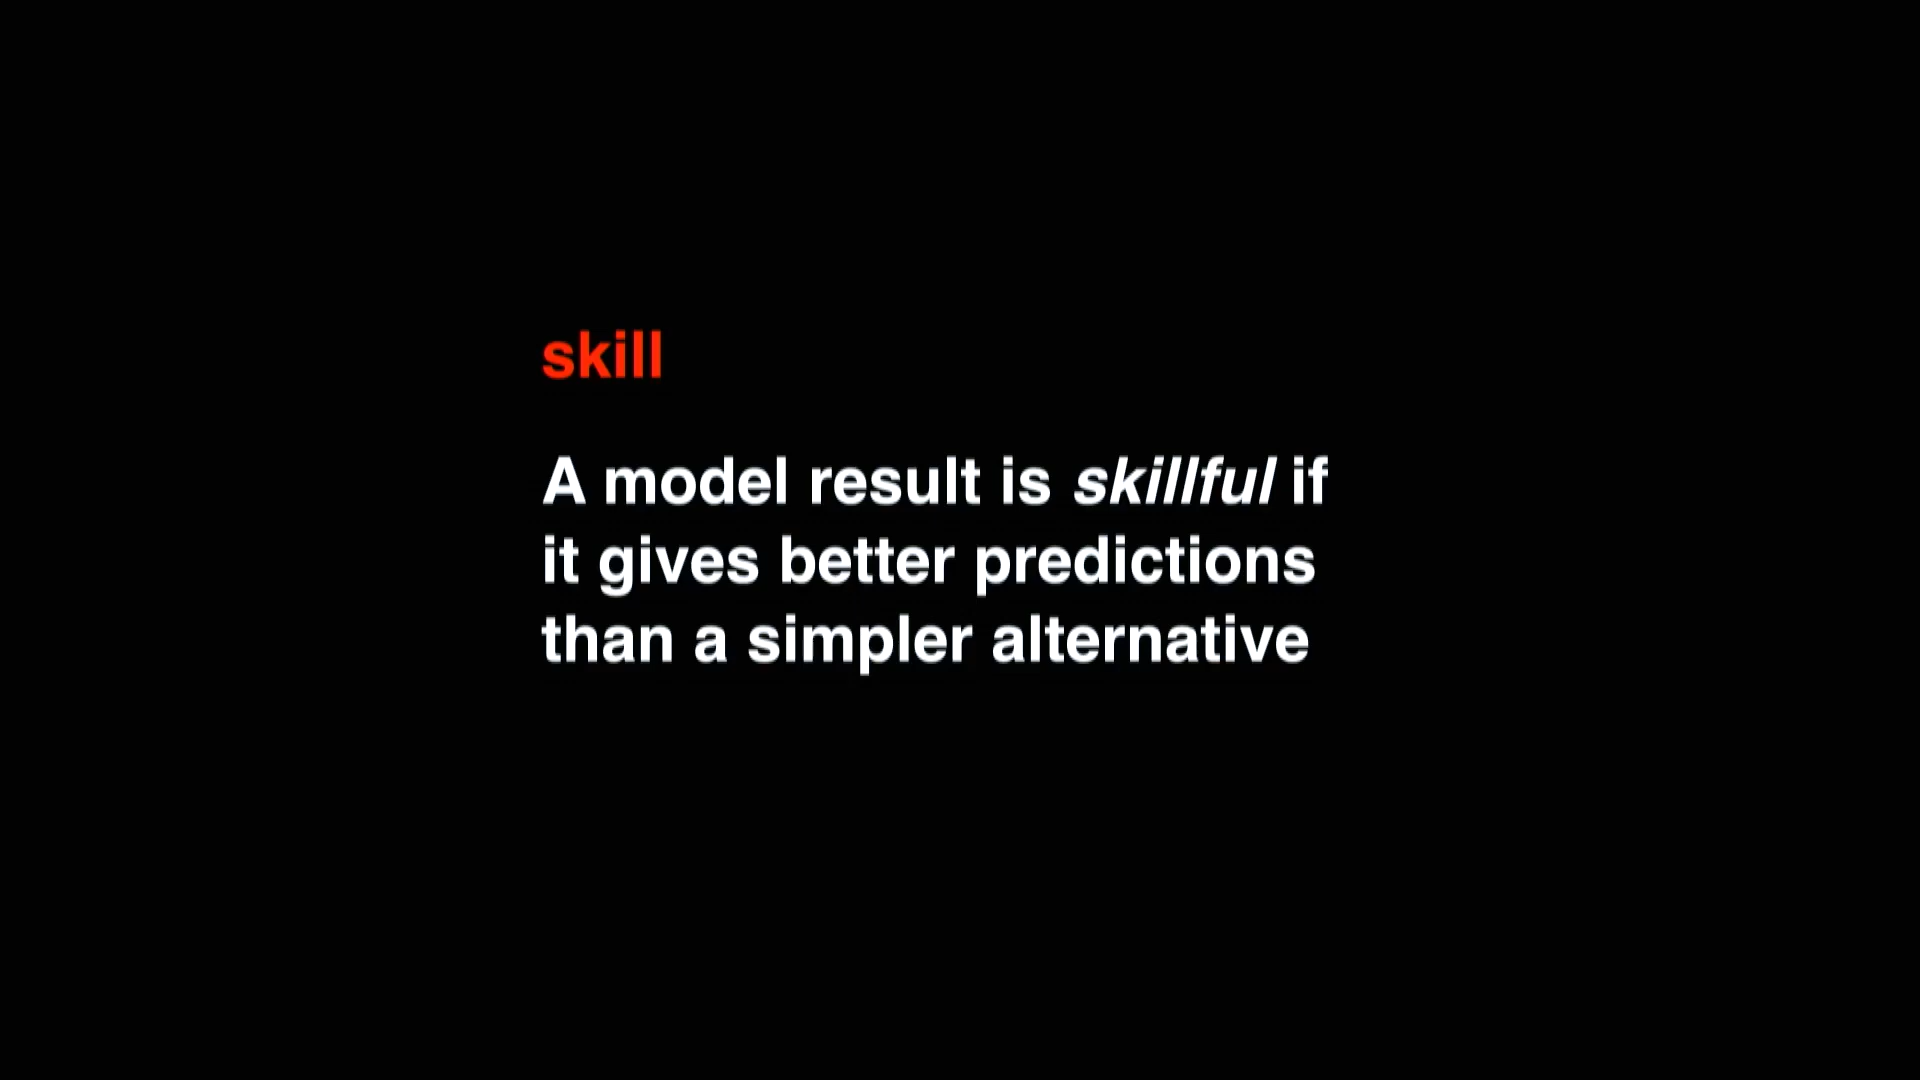 skill
A model result is skillful if
it gives better predictions
than a simpler alternative